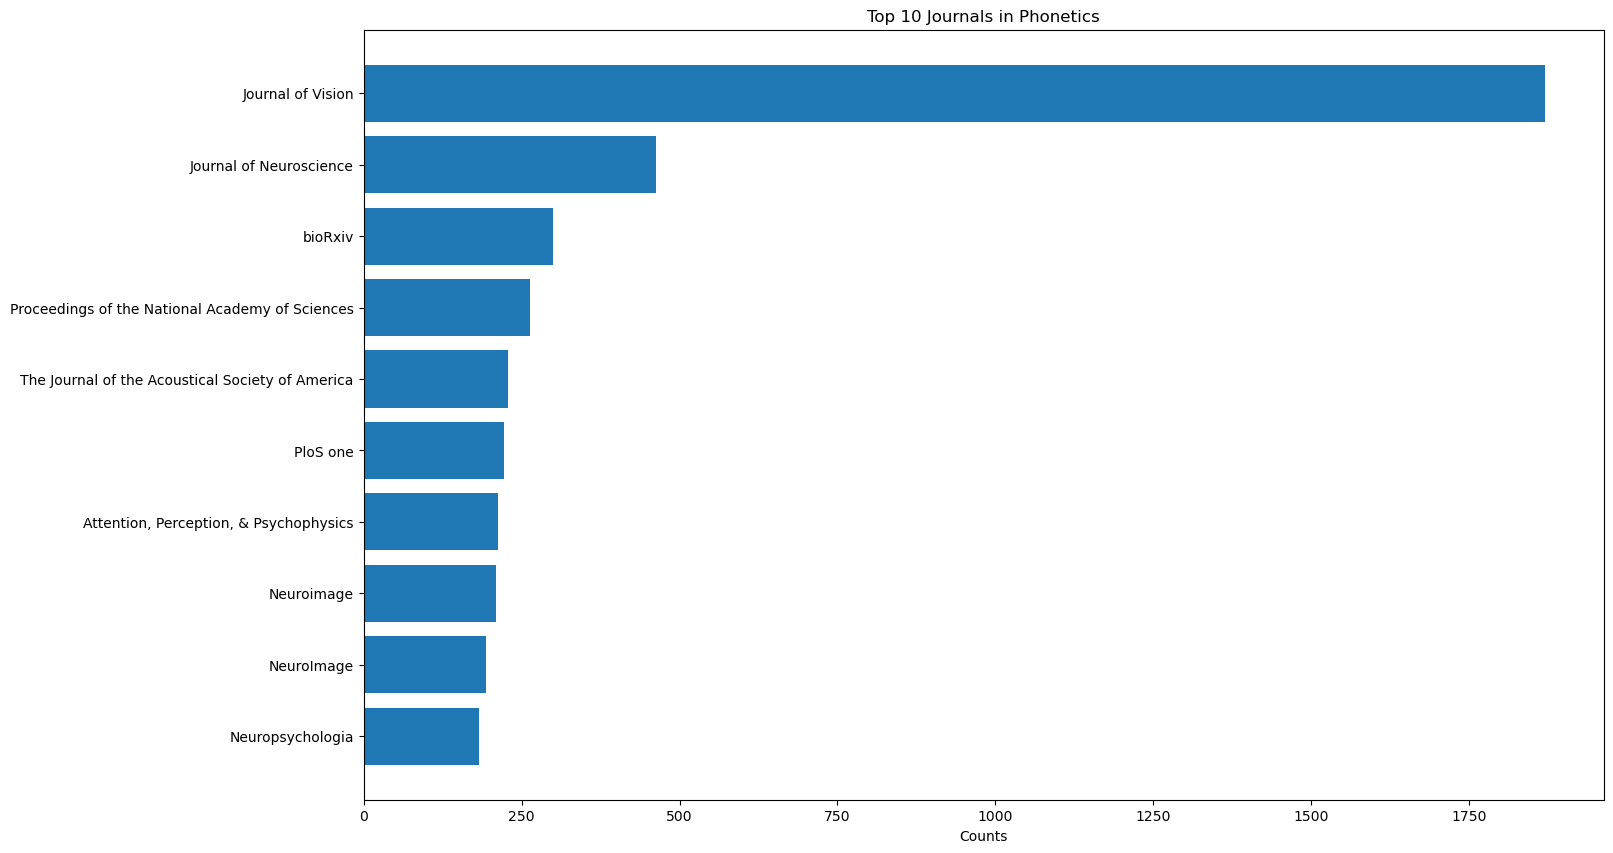 Top 10 Journals in Phonetics
Journal of Vision
Journal of Neuroscience
bioRxiv
Proceedings of the National Academy of Sciences
The Journal of the Acoustical Society of America
PloS one
Attention, Perception, & Psychophysics
Neuroimage
NeuroImage
Neuropsychologia
0 250 500 750 1000 1250 1500 1750
Counts